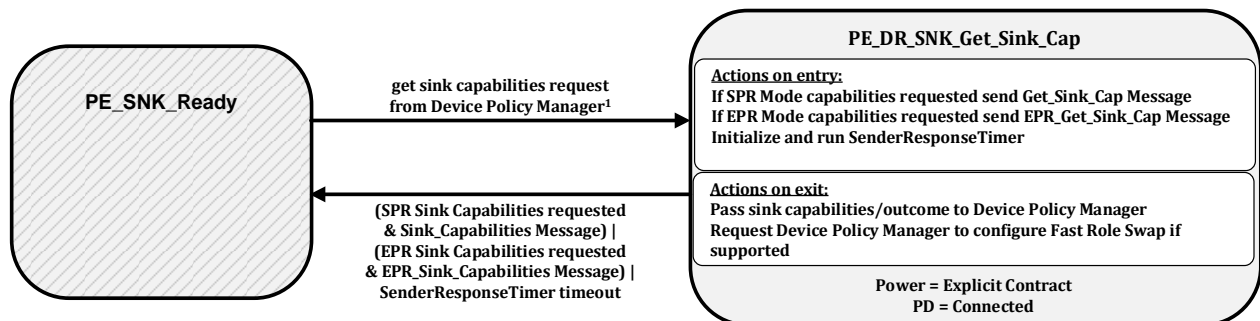 PE_SNK_Ready
get sink capabilities request
from Device Policy Manager¹
(SPR Sink Capabilities requested
& Sink_Capabilities Message) |
(EPR Sink Capabilities requested
& EPR_Sink_Capabilities Message) |
SenderResponseTimer timeout
PE_DR_SNK_Get_Sink_Cap
Actions on entry:
If SPR Mode capabilities requested send Get_Sink_Cap Message
If EPR Mode capabilities requested send EPR_Get_Sink_Cap Message
Initialize and run SenderResponseTimer
Actions on exit:
Pass sink capabilities/outcome to Device Policy Manager
Request Device Policy Manager to configure Fast Role Swap if
supported
Power = Explicit Contract
PD = Connected